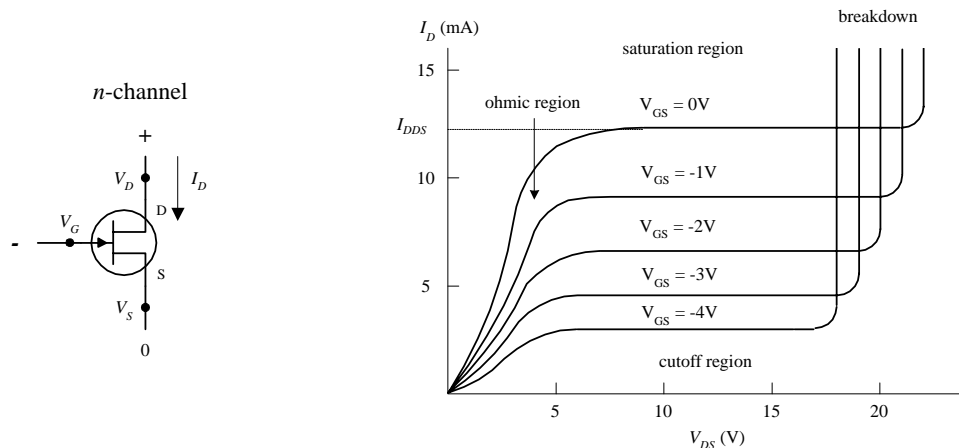 n-channel
+
V_D
I_D
D
V_G
-
S
V_S
0
I_D (mA)
breakdown
saturation region
15
ohmic region
V_GS = 0V
I_DDS
10
V_GS = -1V
V_GS = -2V
5
V_GS = -3V
V_GS = -4V
cutoff region
5
10
15
20
V_DS (V)